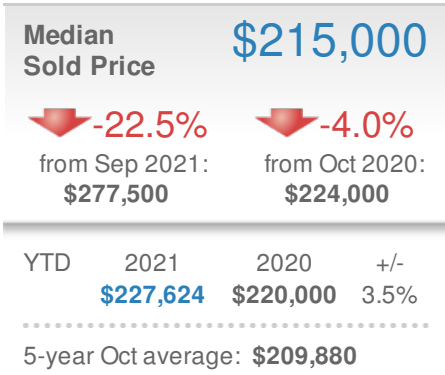 Median $215,000
Sold Price
-22.5% -4.0%
from Sep 2021: from Oct 2020:
$277,500 $224,000
YTD 2021 2020 +/-
$227,624 $220,000 3.5%
5-year Oct average: $209,880